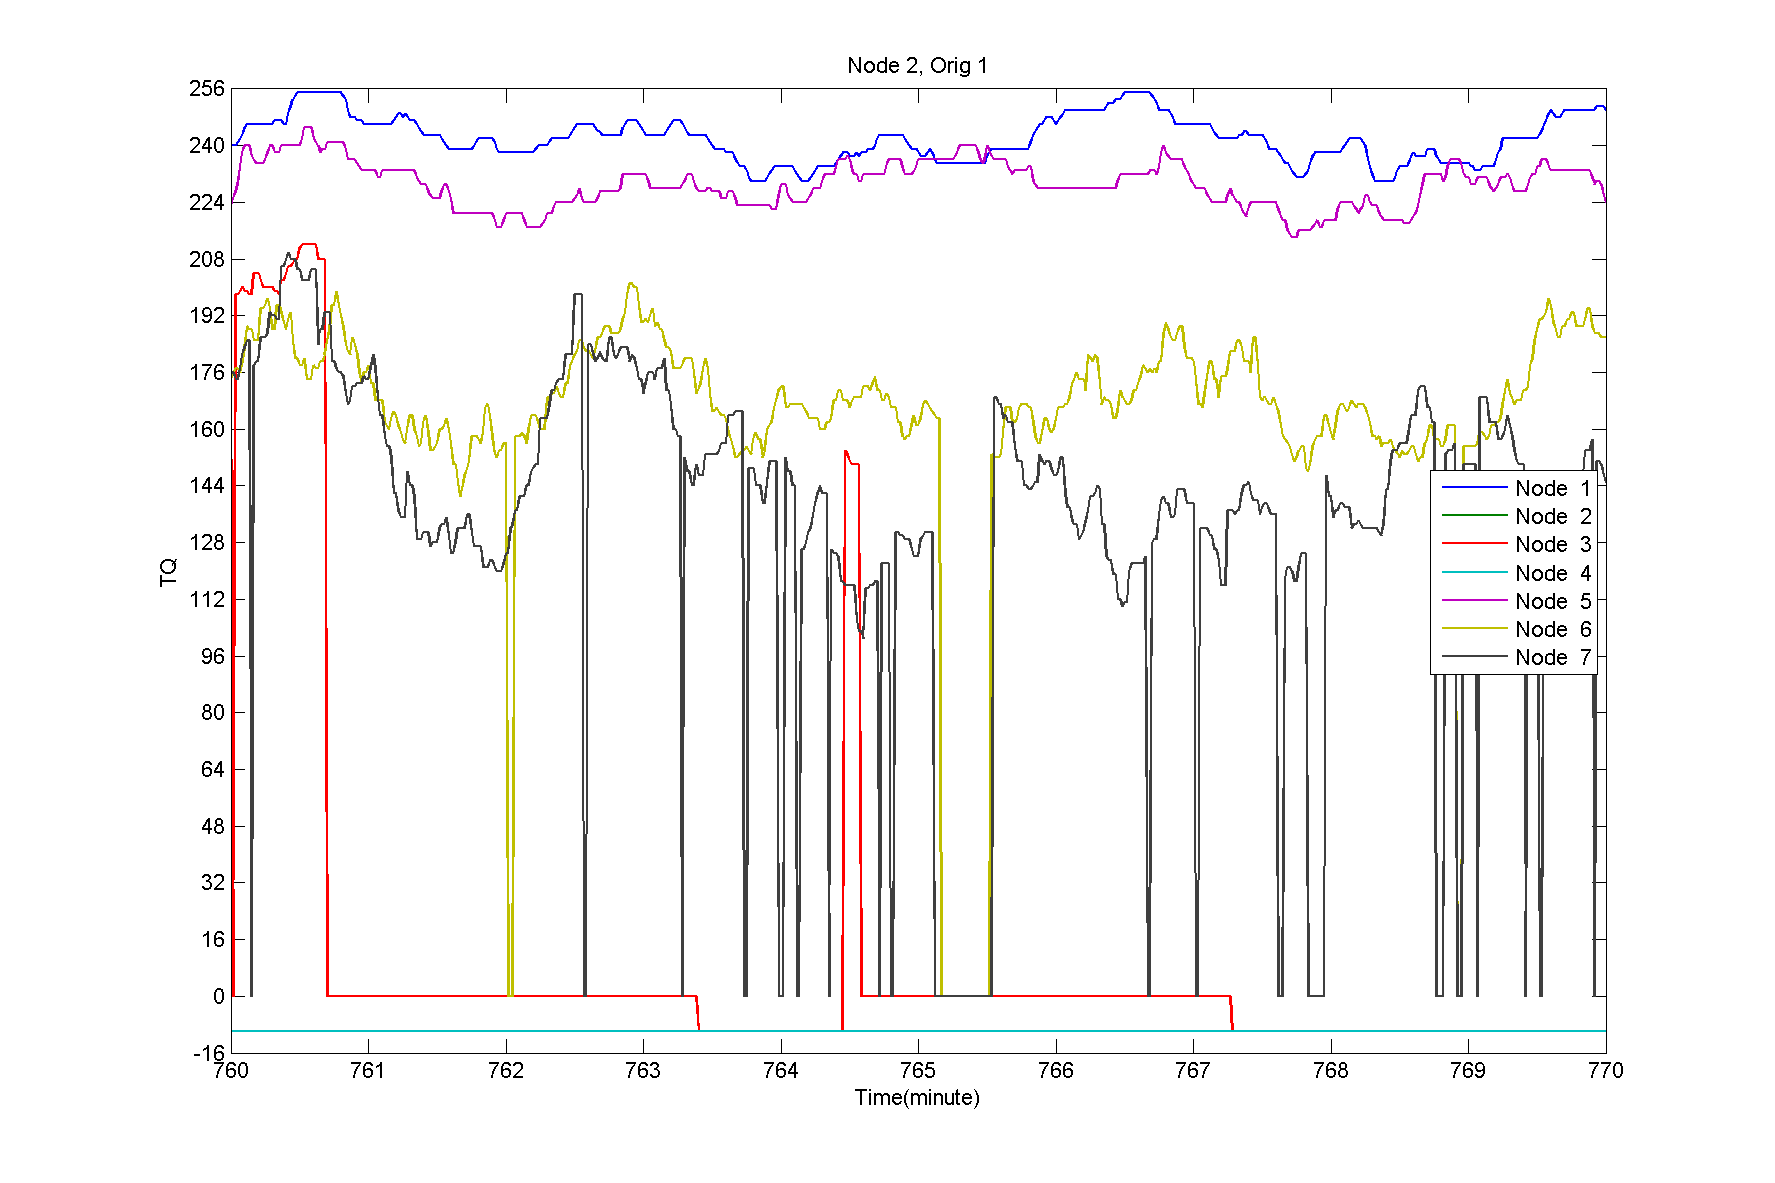 Node 2, Orig 1
256
240
224
208
192
176
160
144
128
112
96
80
64
48
32
16
0
-16
TQ
760 761 762 763 764 765 766 767 768 769 770
Time(minute)
Node 1
Node 2
Node 3
Node 4
Node 5
Node 6
Node 7